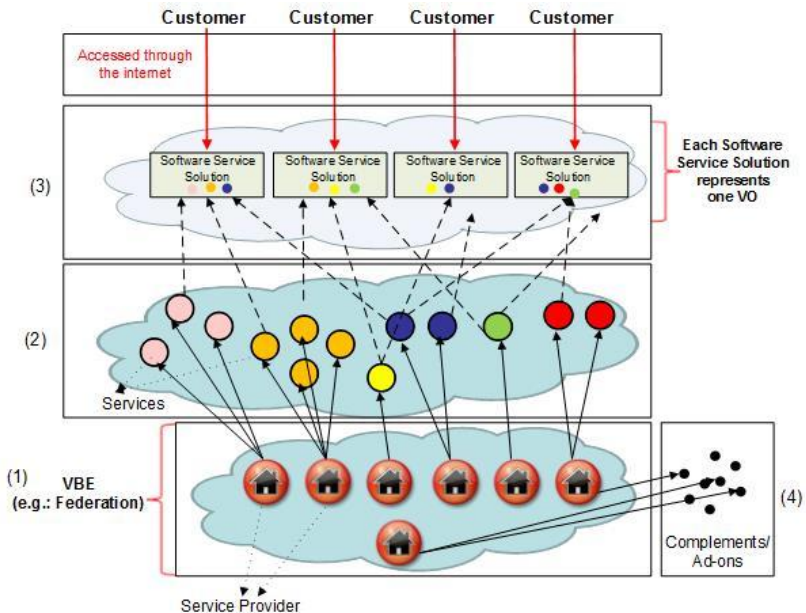 Customer Customer Customer Customer
Accessed through
the internet
Software Service
Solution
Software Service
Solution
Software Service
Solution
Software Service
Solution
Each Software
Service Solution
represents
one VO
(3)
(2)
Services
(1)
VBE
(e.g.: Federation)
(4)
Complements/
Ad-ons
Service Provider